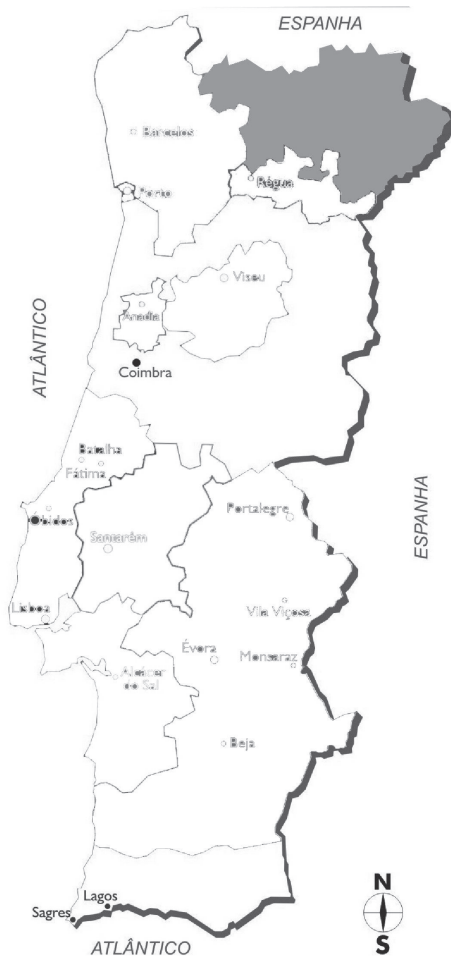 ESPANHA
Barcelos
Porto
Régua
Viseu
Anadia
Coimbra
ATLÂNTICO
Batalha
Fátima
Óbidos
Santarém
Portalegre
ESPANHA
Lisboa
Vila Viçosa
Évora
Monsaraz
Alcácer
do Sal
Beja
Lagos
Sagres
N
S
ATLÂNTICO